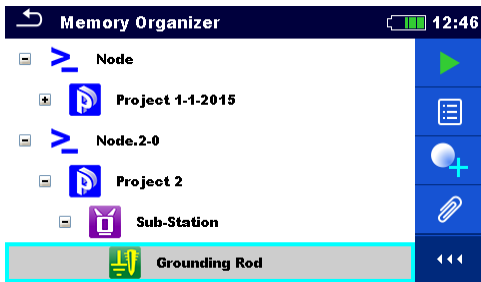 Memory Organizer 12:46
Node
Project 1-1-2015
Node.2-0
Project 2
Sub-Station
Grounding Rod